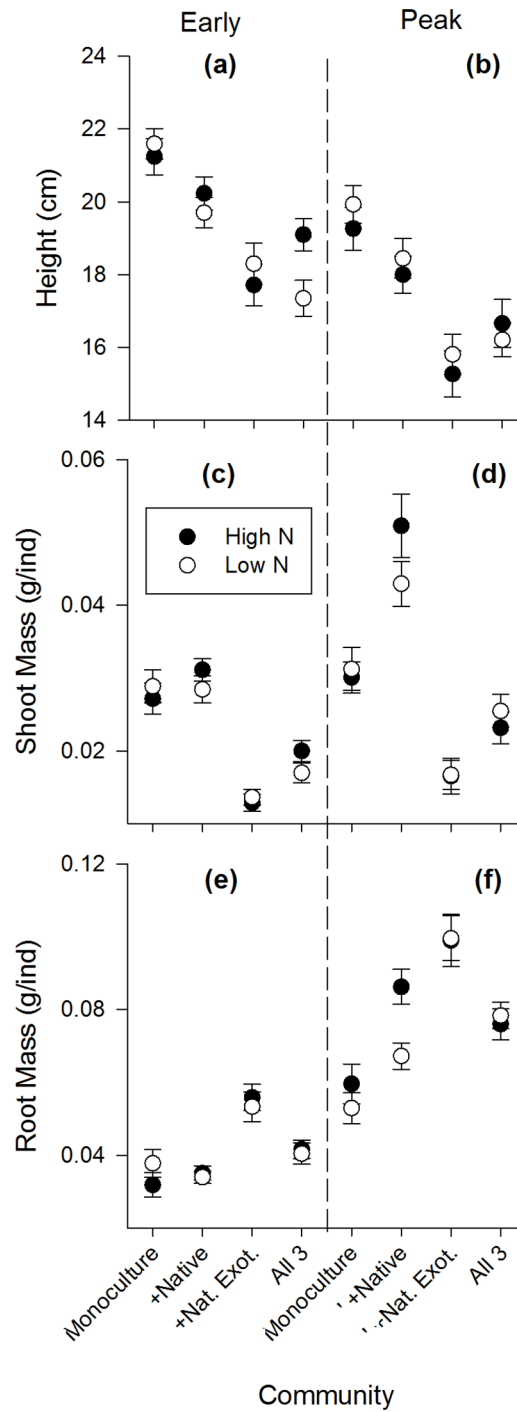 Early Peak
(a) (b)
24
22
20
18
16
14
Height (cm)
(c) (d)
0.06
0.04
0.02
Shoot Mass (g/ind)
High N
Low N
(e) (f)
0.12
0.08
0.04
Root Mass (g/ind)
Monoculture
+Native
+Nat. Exot.
All 3
Monoculture
+Native
+Nat. Exot.
All 3
Community